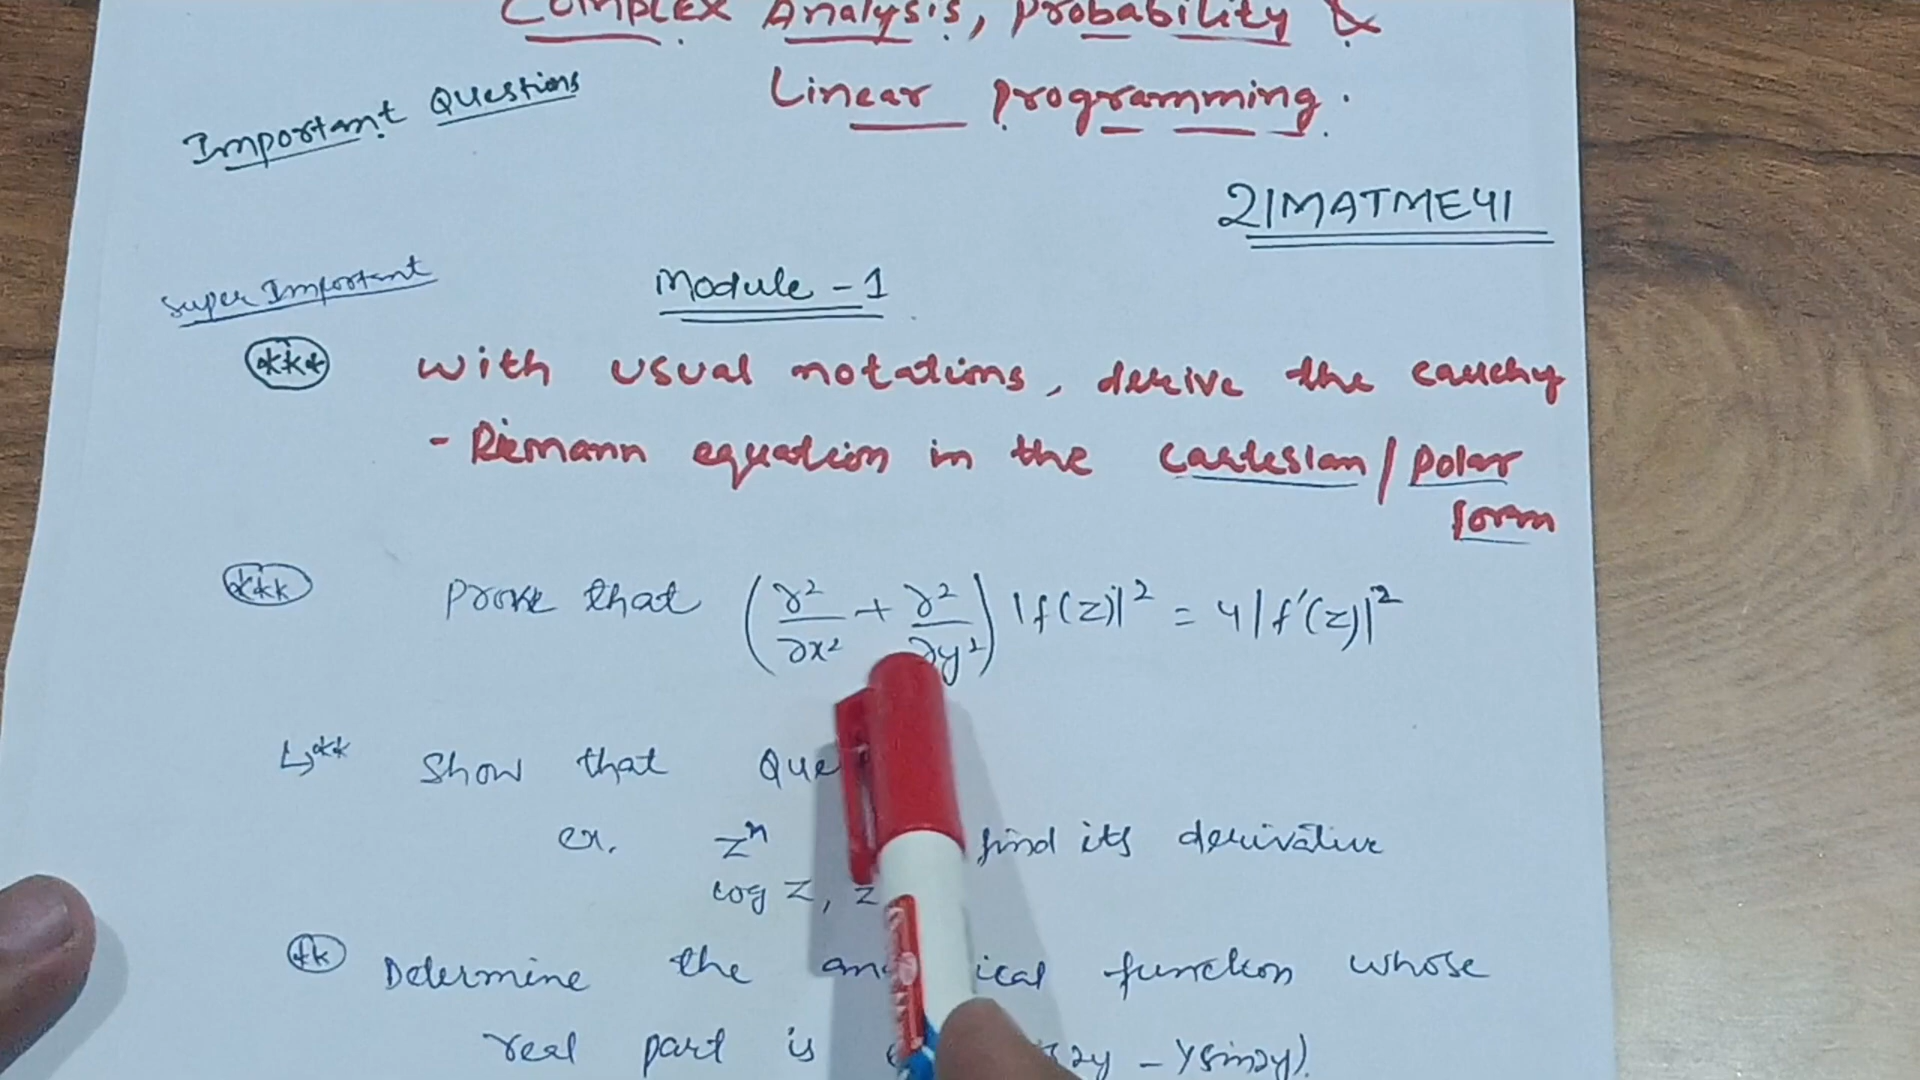 Complex Analysis, Probability &
Linear programming.
Important Questions
21MATME41
Super Important
Module - 1
*** with usual notations, derive the cauchy
- Riemann equation in the cartesian / polar
form
*** Prove that (∂²/∂x² + ∂²/∂y²) |f(z)|² = 4|f'(z)|²
** Show that
ex. zⁿ find its derivative
log z, z
** Determine the function whose
real part is 2y - y sin2y).